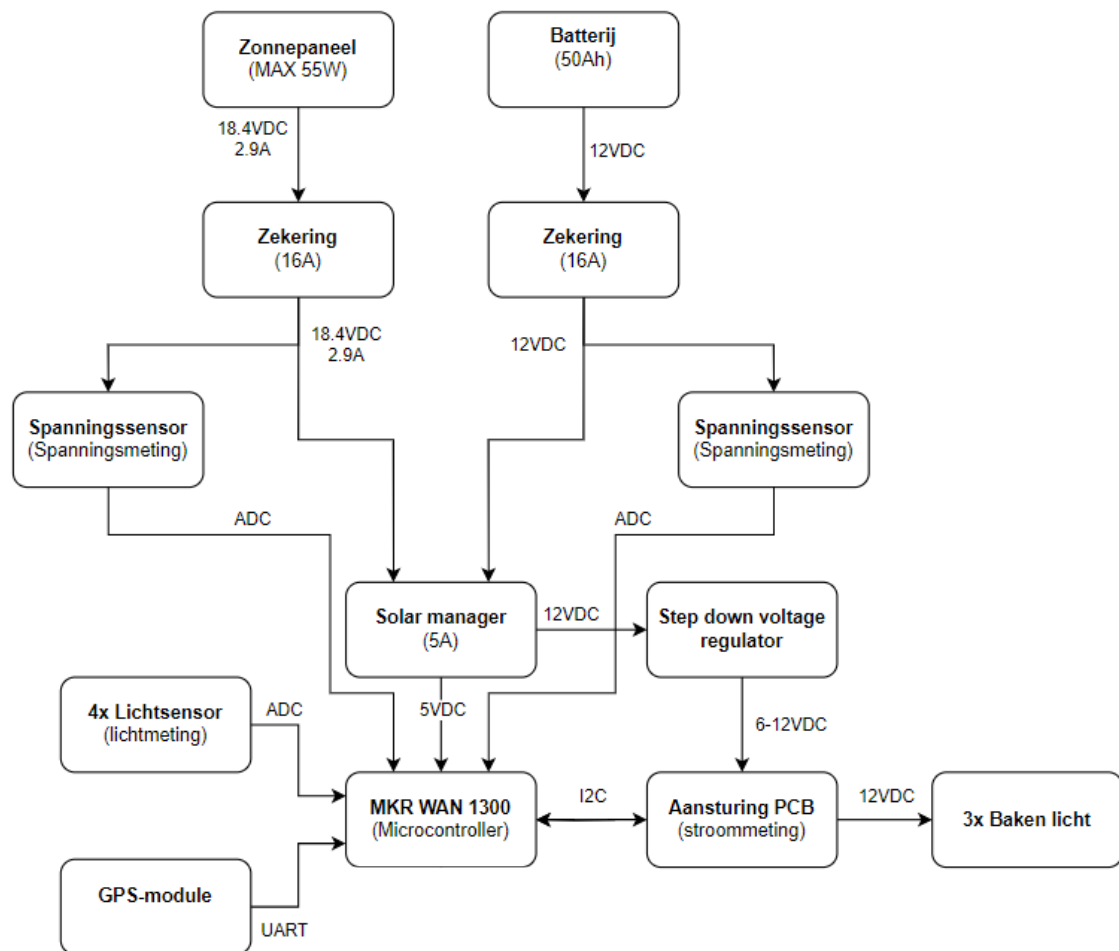 Zonnepaneel
(MAX 55W)
Batterij
(50Ah)
18.4VDC
2.9A
12VDC
Zekering
(16A)
Zekering
(16A)
18.4VDC
2.9A
12VDC
Spanningssensor
(Spanningsmeting)
Spanningssensor
(Spanningsmeting)
ADC
ADC
Solar manager
(5A)
12VDC
Step down voltage
regulator
4x Lichtsensor
(lichtmeting)
ADC
5VDC
6-12VDC
MKR WAN 1300
(Microcontroller)
I2C
Aansturing PCB
(stroommeting)
12VDC
3x Baken licht
GPS-module
UART